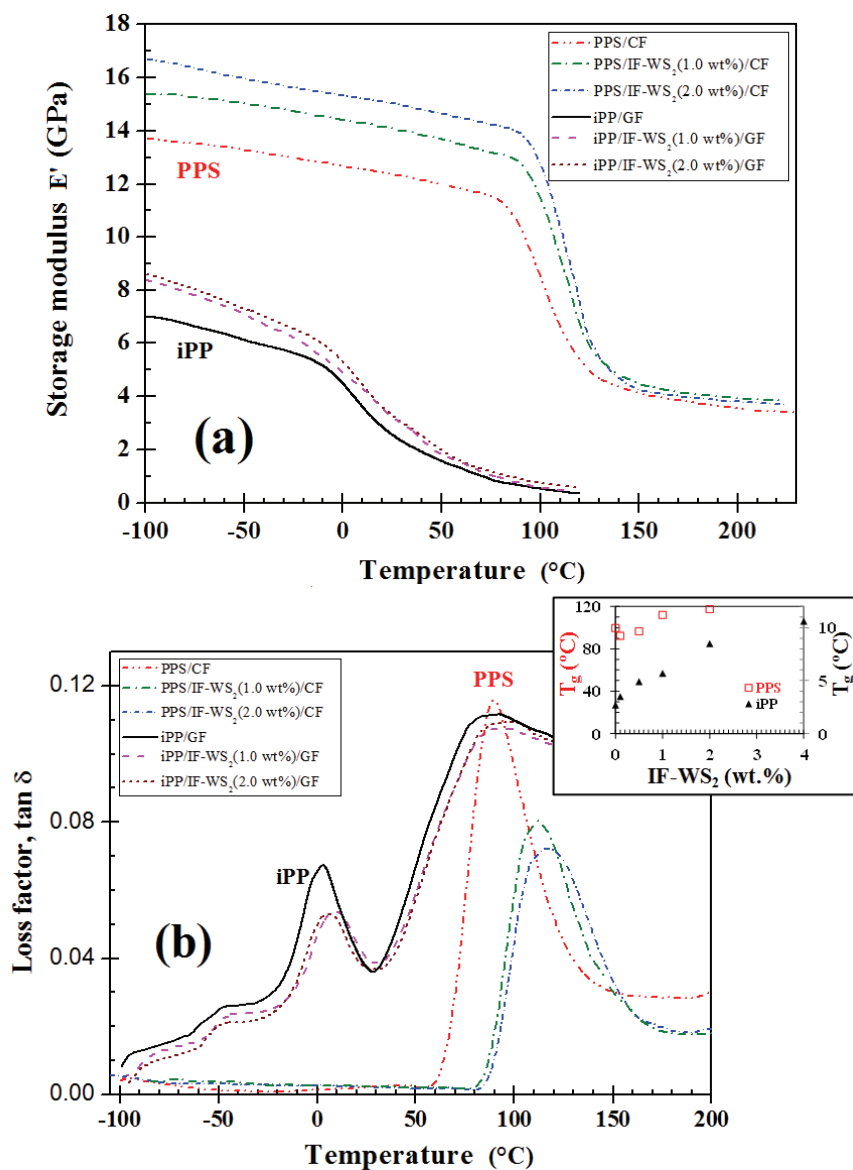 18
16
14
12
10
8
6
4
2
0
Storage modulus E' (GPa)
PPS/CF
PPS/IF-WS₂(1.0 wt%)/CF
PPS/IF-WS₂(2.0 wt%)/CF
iPP/GF
iPP/IF-WS₂(1.0 wt%)/GF
iPP/IF-WS₂(2.0 wt%)/GF
PPS
iPP
(a)
-100 -50 0 50 100 150 200
Temperature (°C)
120
80
40
0
Tg (°C)
10
5
0
Tg (°C)
PPS
iPP
0 1 2 3 4
IF-WS₂ (wt.%)
0.12
0.08
0.04
0.00
Loss factor, tan δ
PPS/CF
PPS/IF-WS₂(1.0 wt%)/CF
PPS/IF-WS₂(2.0 wt%)/CF
iPP/GF
iPP/IF-WS₂(1.0 wt%)/GF
iPP/IF-WS₂(2.0 wt%)/GF
PPS
iPP
(b)
-100 -50 0 50 100 150 200
Temperature (°C)